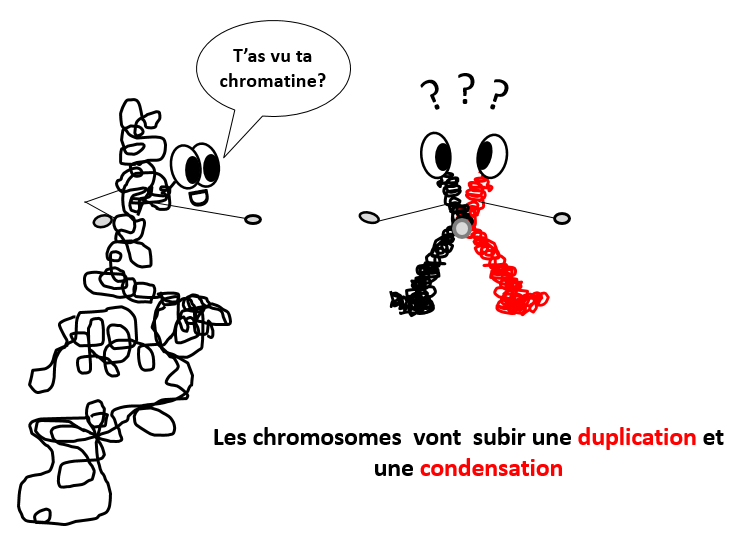 T’as vu ta
chromatine?
? ? ?
Les chromosomes vont subir une duplication et
une condensation